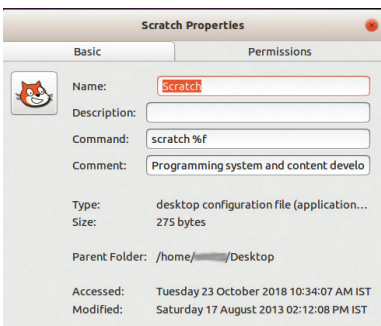 Scratch Properties
Basic Permissions
Name: Scratch
Description:
Command: scratch %f
Comment: Programming system and content develo
Type: desktop configuration file (application...
Size: 275 bytes
Parent Folder: /home/ /Desktop
Accessed: Tuesday 23 October 2018 10:34:07 AM IST
Modified: Saturday 17 August 2013 02:12:08 PM IST